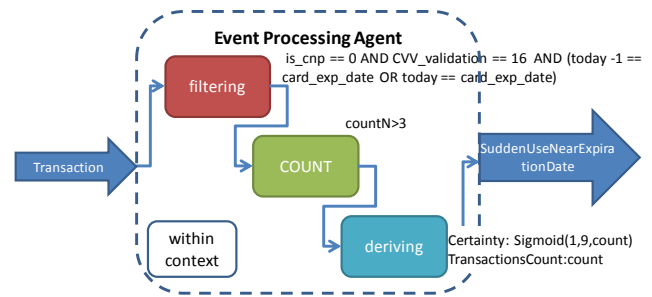 Event Processing Agent
is_cnp == 0 AND CVV_validation == 16 AND (today -1 ==
card_exp_date OR today == card_exp_date)
filtering
countN>3
Transaction
COUNT
SuddenUseNearExpira
tionDate
within
context
deriving
Certainty: Sigmoid(1,9,count)
TransactionsCount:count